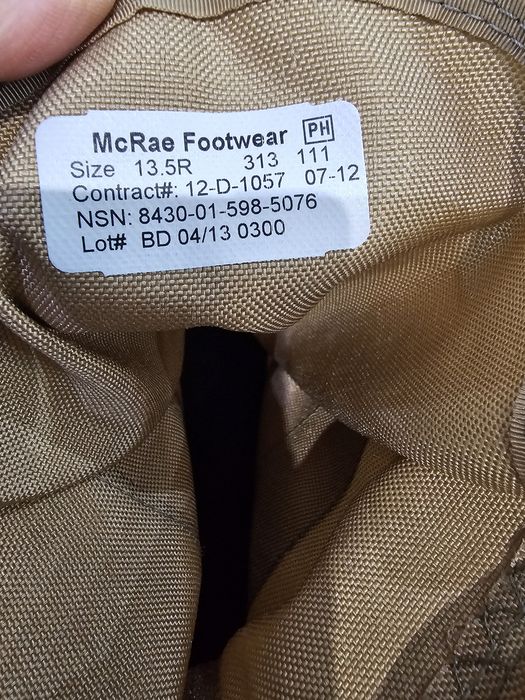 McRae Footwear PH
Size 13.5R 313 111
Contract#: 12-D-1057 07-12
NSN: 8430-01-598-5076
Lot# BD 04/13 0300